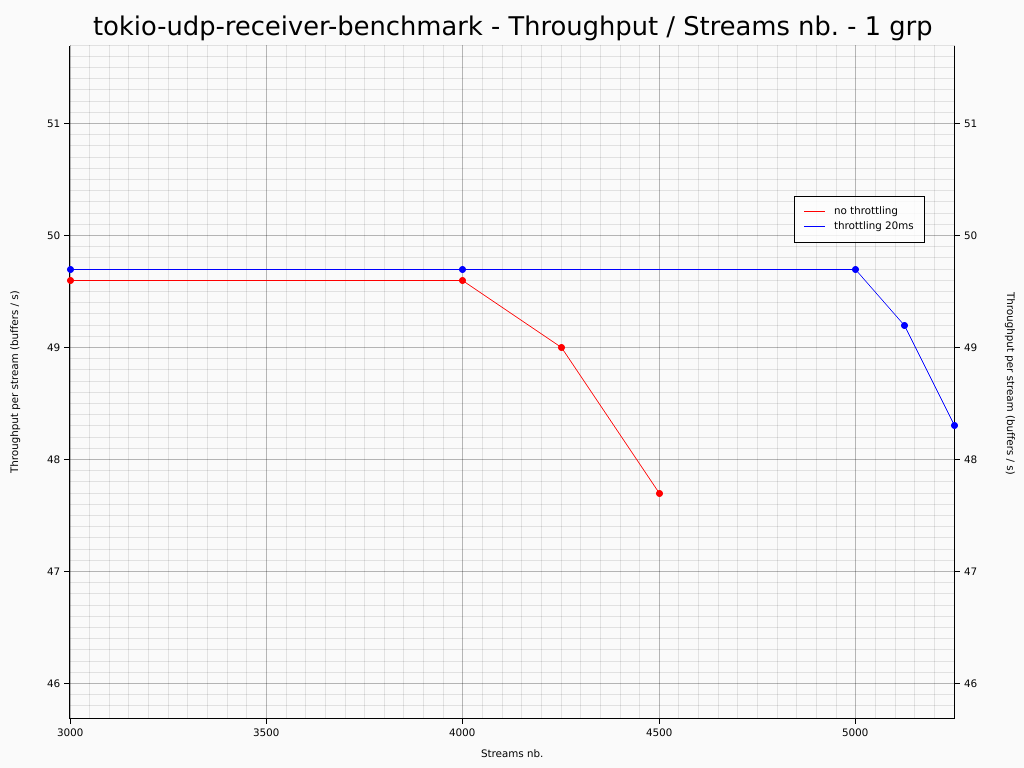 tokio-udp-receiver-benchmark - Throughput / Streams nb. - 1 grp
51
50
49
48
47
46
Throughput per stream (buffers / s)
no throttling
throttling 20ms
51
50
49
48
47
46
Throughput per stream (buffers / s)
3000
3500
4000
4500
5000
Streams nb.